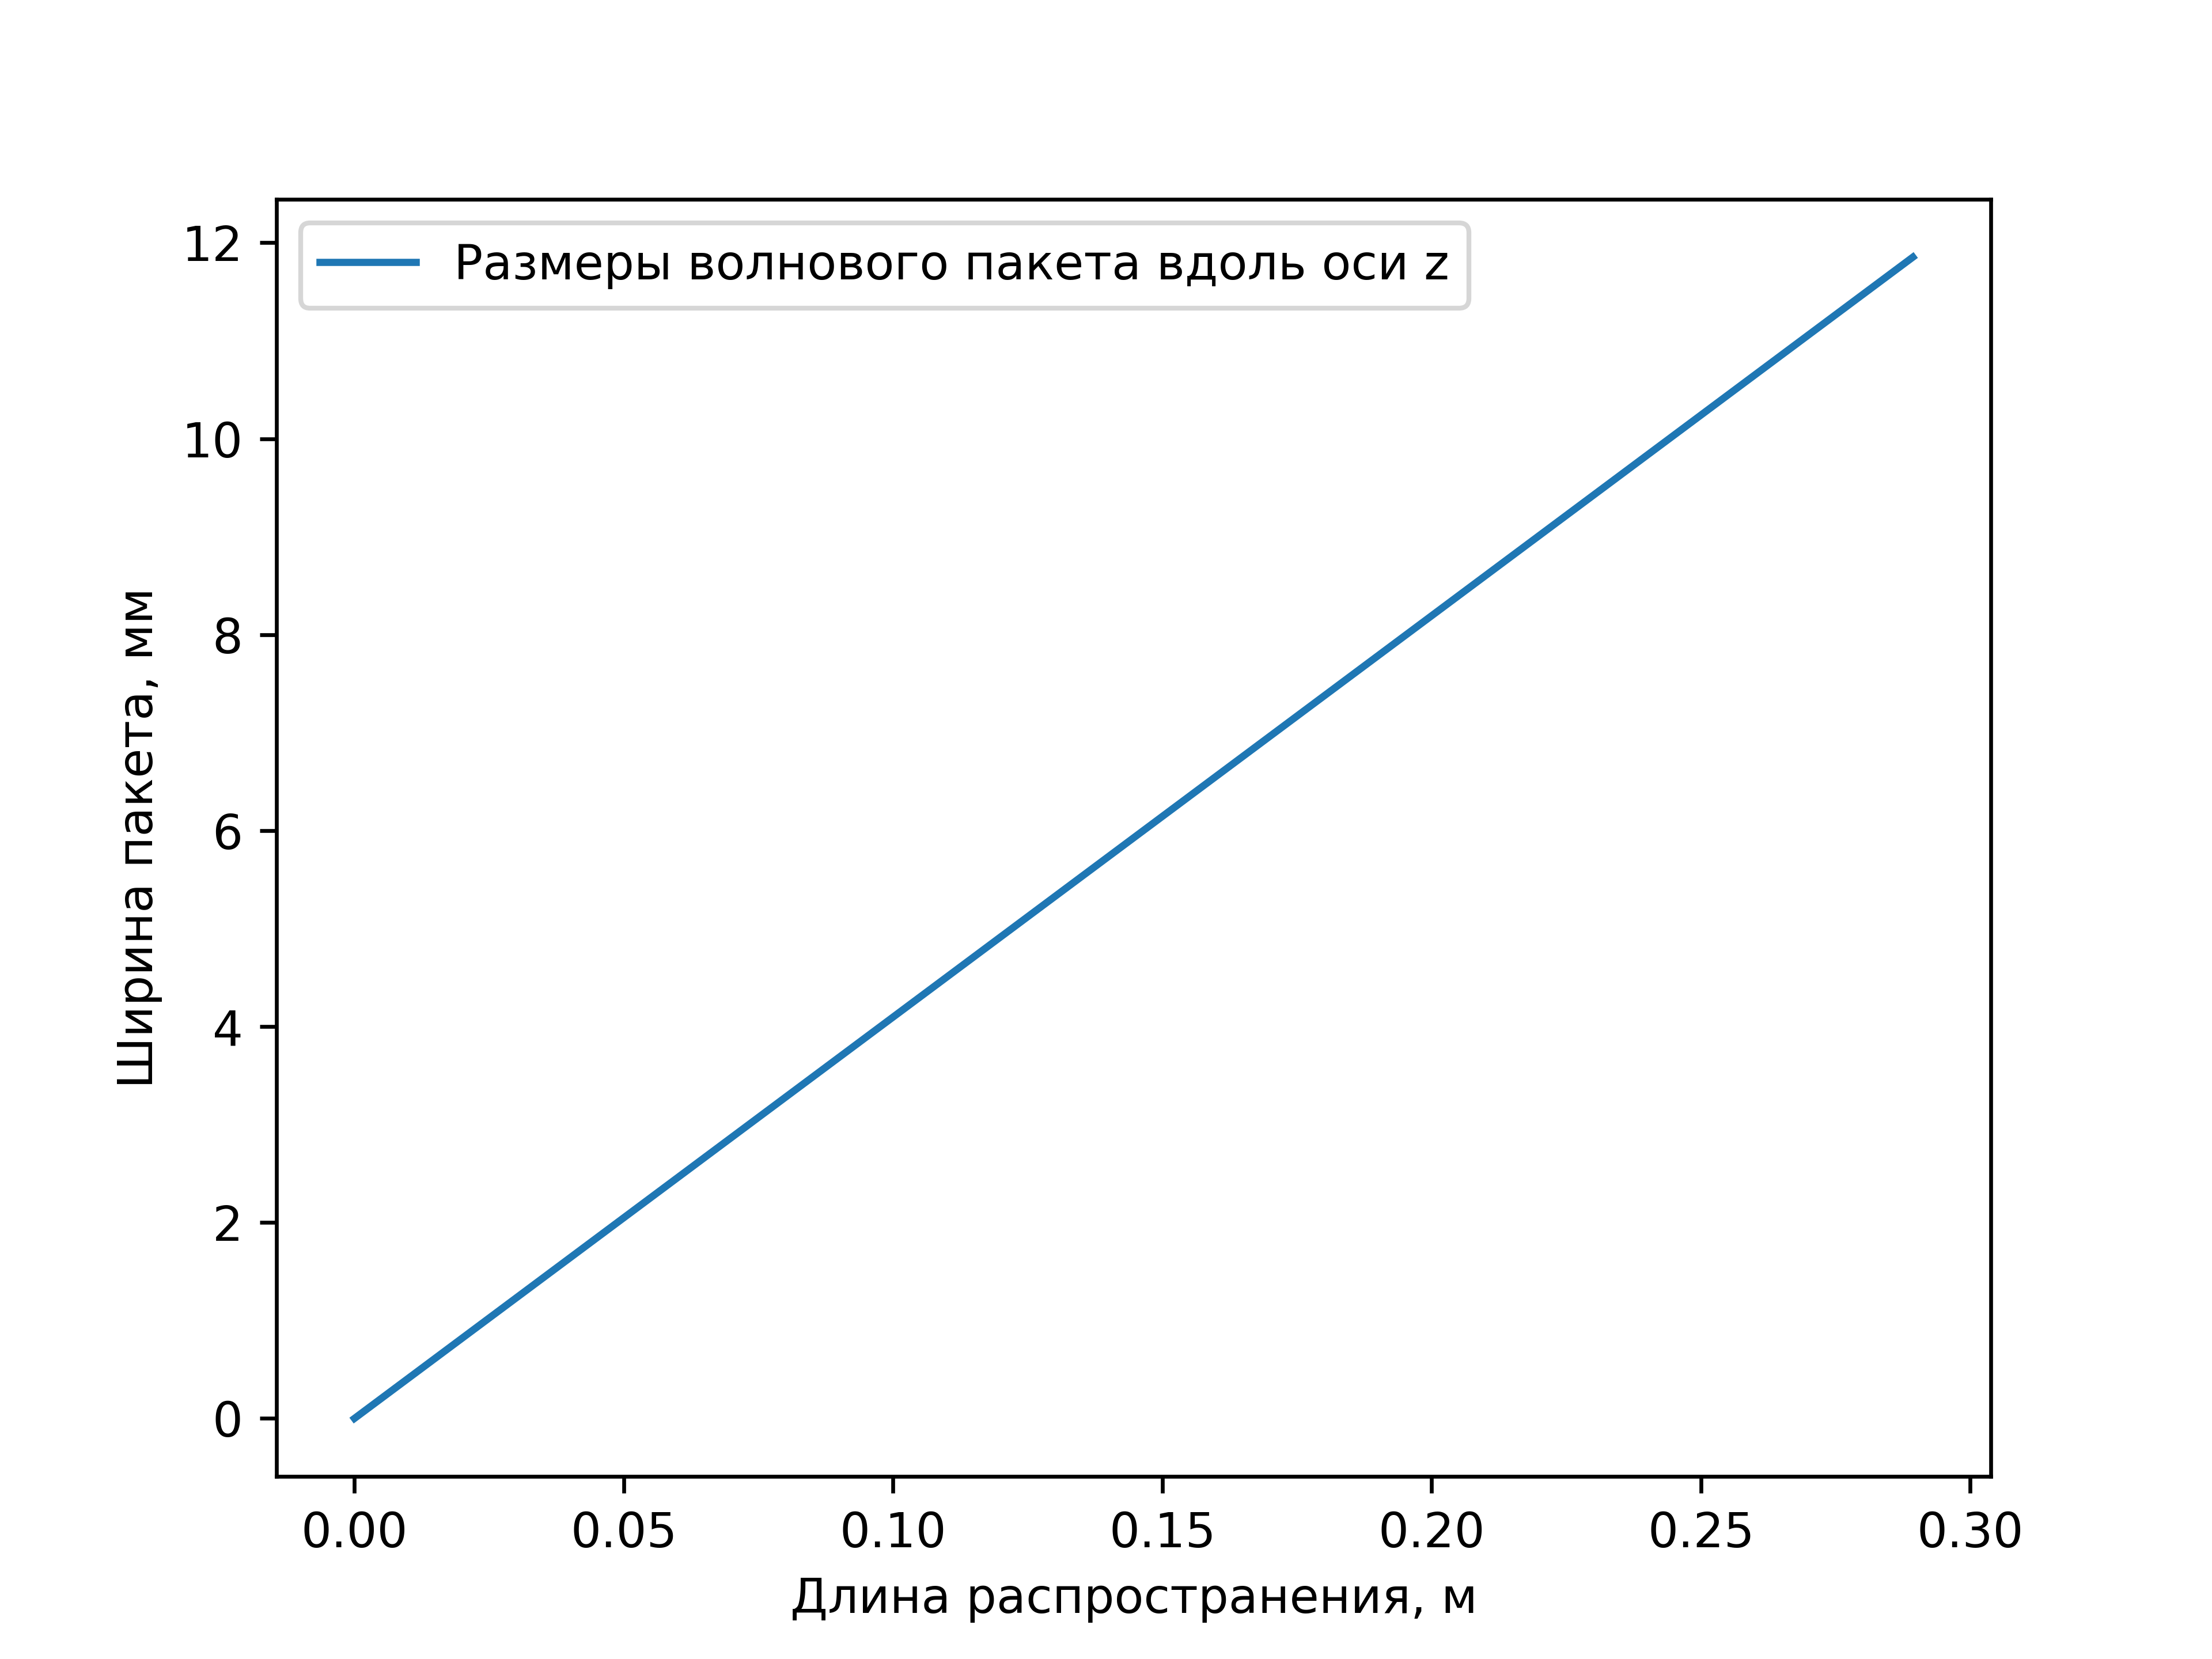 Размеры волнового пакета вдоль оси z
12
10
8
6
4
2
0
Ширина пакета, мм
0.00 0.05 0.10 0.15 0.20 0.25 0.30
Длина распространения, м